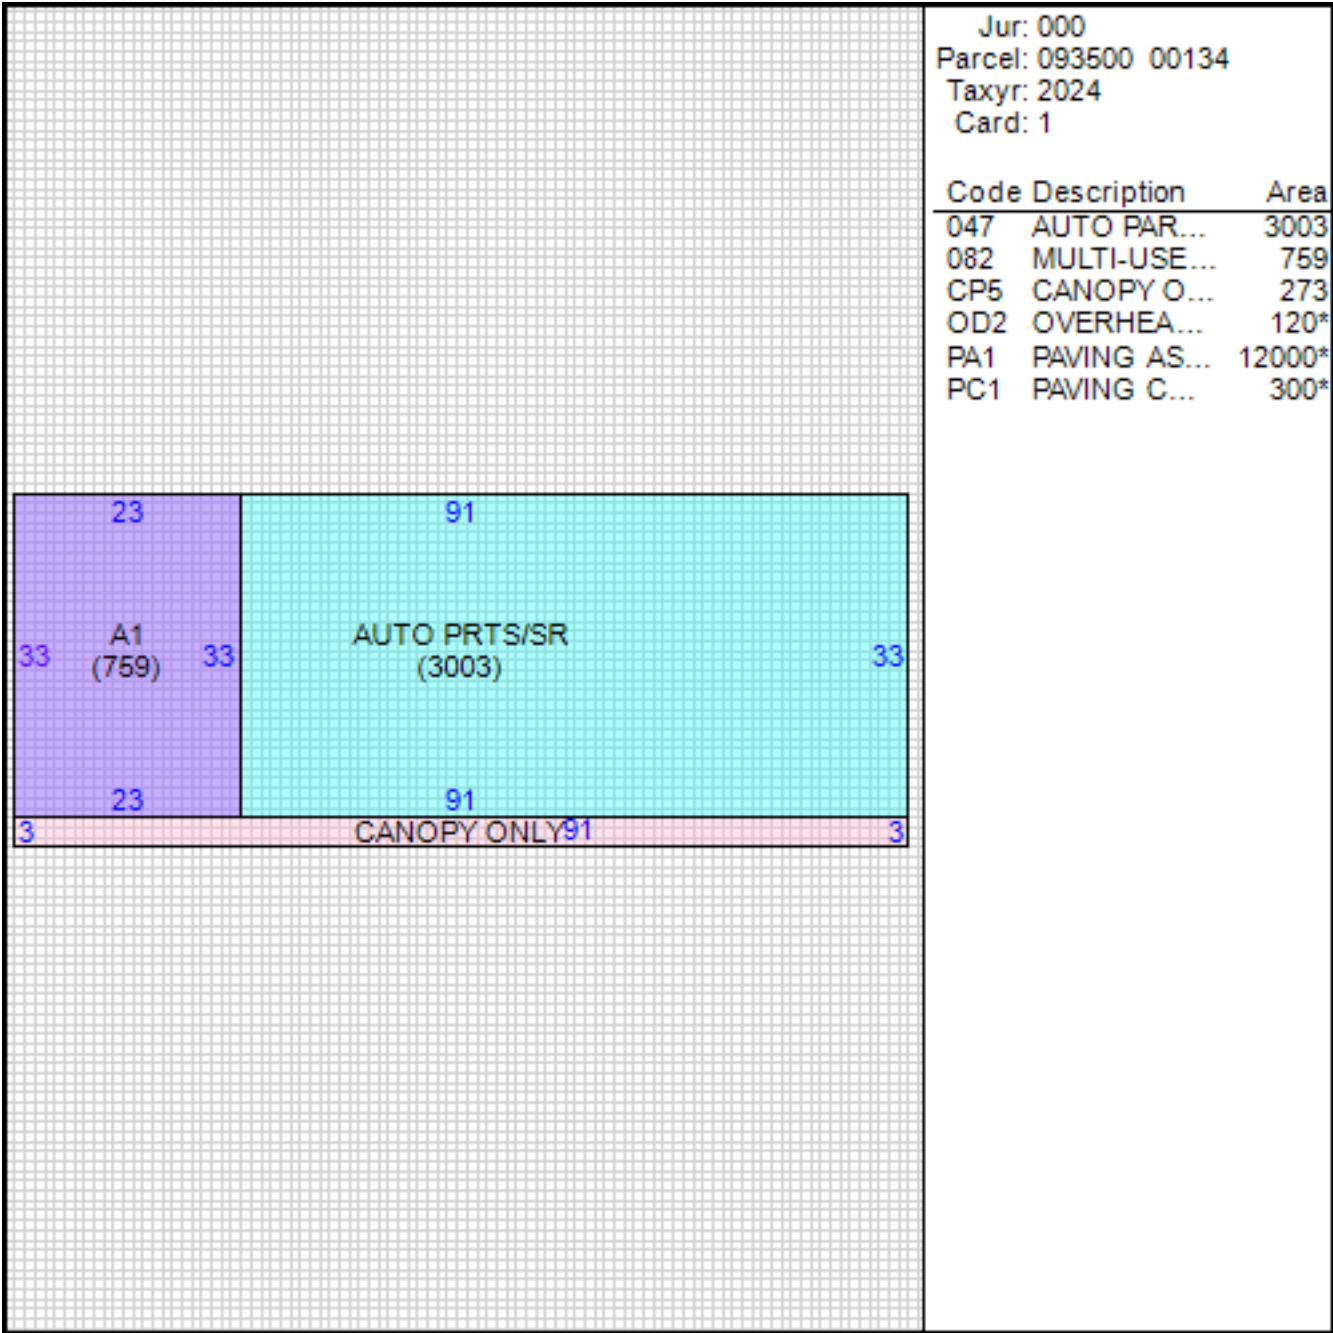 Jur: 000
Parcel: 093500 00134
Taxyr: 2024
Card: 1
Code Description Area
047 AUTO PAR... 3003
082 MULTI-USE... 759
CP5 CANOPY O... 273
OD2 OVERHEA... 120*
PA1 PAVING AS... 12000*
PC1 PAVING C... 300*
23 91
A1 AUTO PRTS/SR
33 (759) 33 (3003) 33
23 91
3 CANOPY ONLY 91 3